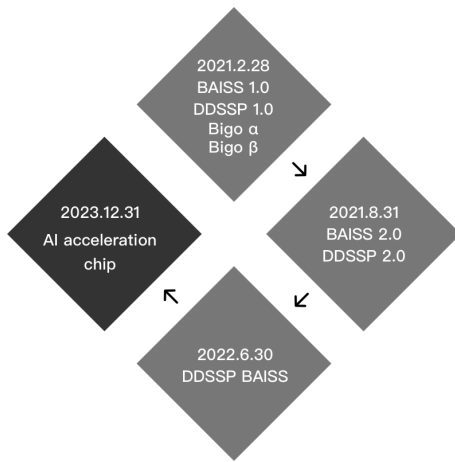 2021.2.28
BAISS 1.0
DDSSP 1.0
Bigo α
Bigo β
2021.8.31
BAISS 2.0
DDSSP 2.0
2022.6.30
DDSSP BAISS
2023.12.31
AI acceleration
chip